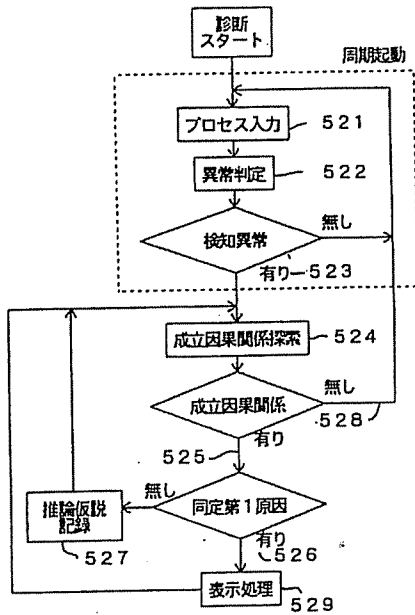 診断
スタート
周期起動
プロセス入力 521
異常判定 522
検知異常 無し
有り 523
成立因果関係探索 524
成立因果関係 無し
528
有り
525
無し 同定第1原因
推論仮説
記録
有り
526
527
表示処理 529